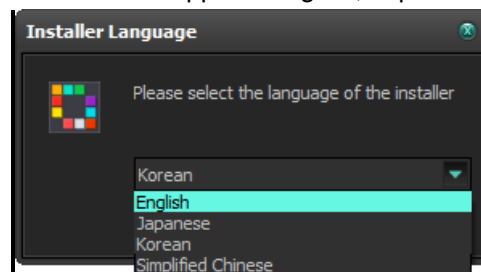 Installer Language
Please select the language of the installer
Korean
English
Japanese
Korean
Simplified Chinese